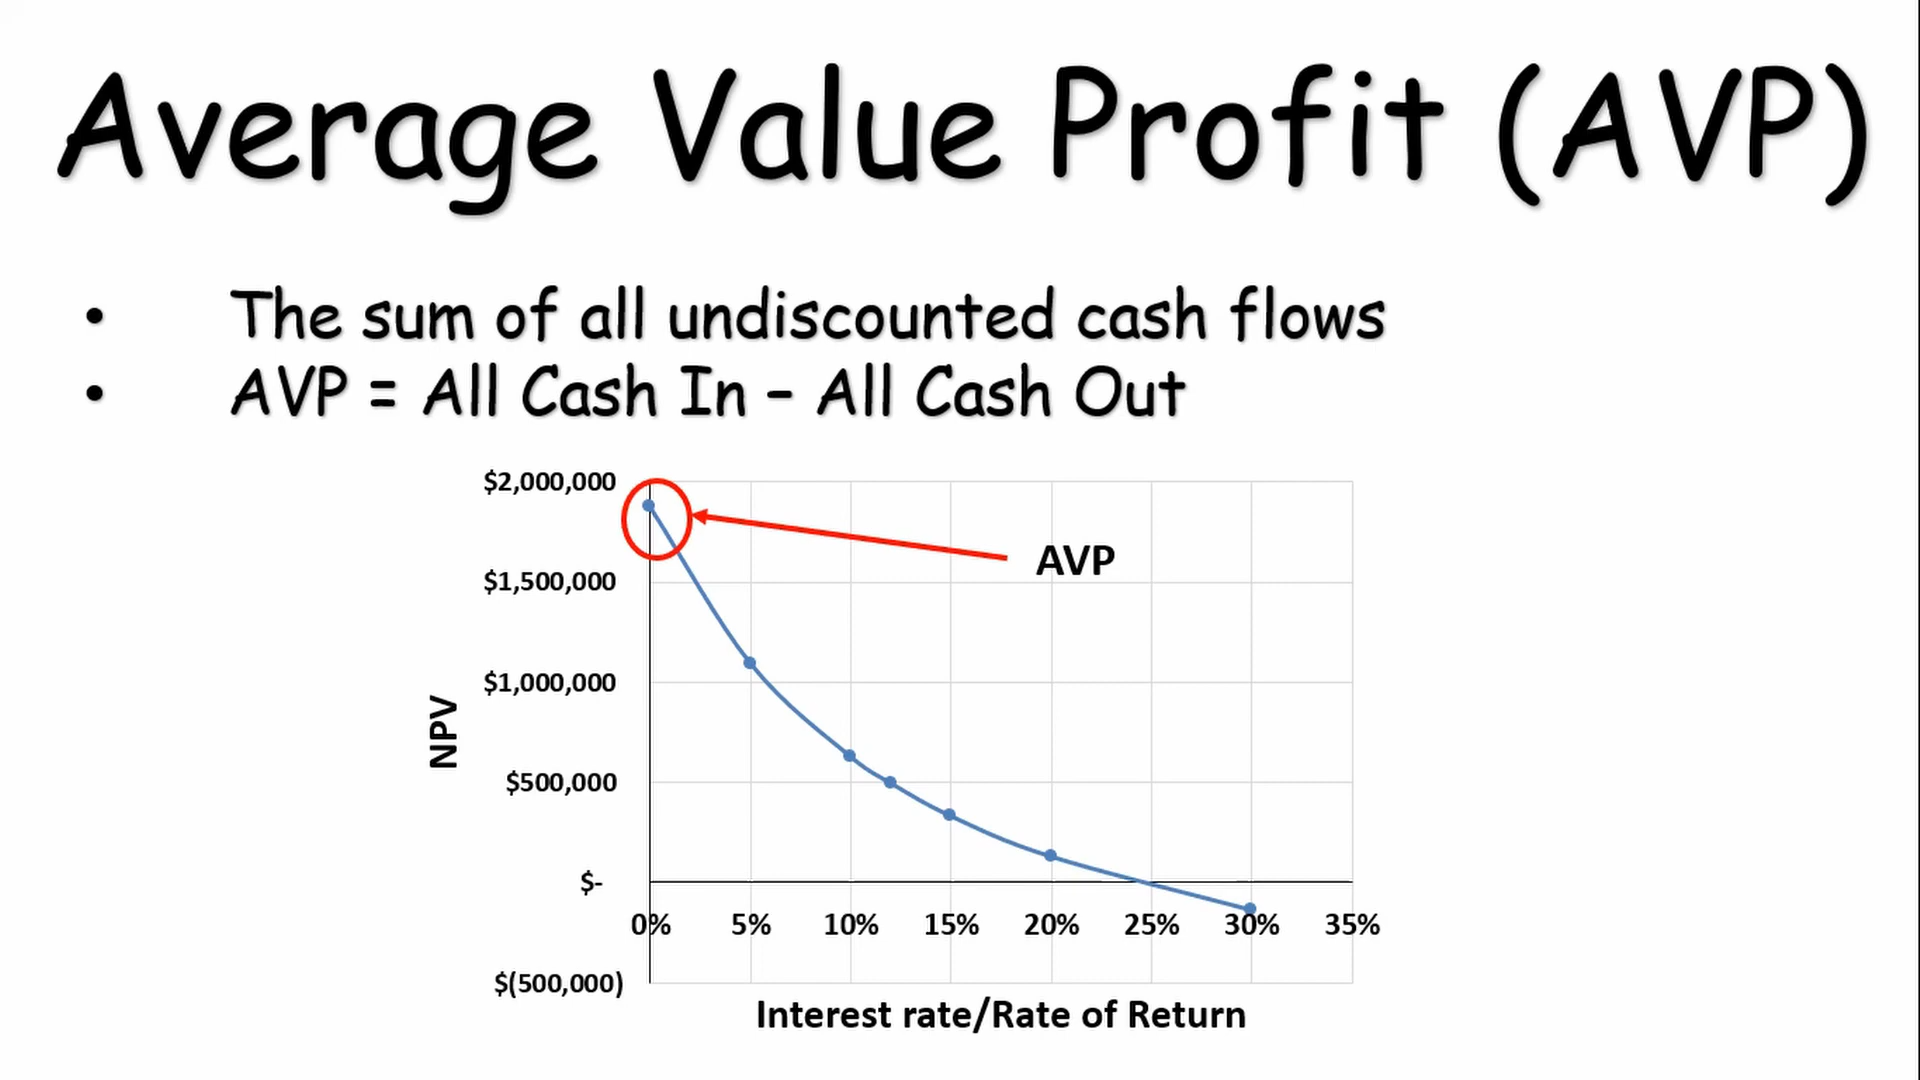 Average Value Profit (AVP)
• The sum of all undiscounted cash flows
• AVP = All Cash In – All Cash Out
$2,000,000
AVP
$1,500,000
$1,000,000
NPV
$500,000
$-
0% 5% 10% 15% 20% 25% 30% 35%
$(500,000)
Interest rate/Rate of Return